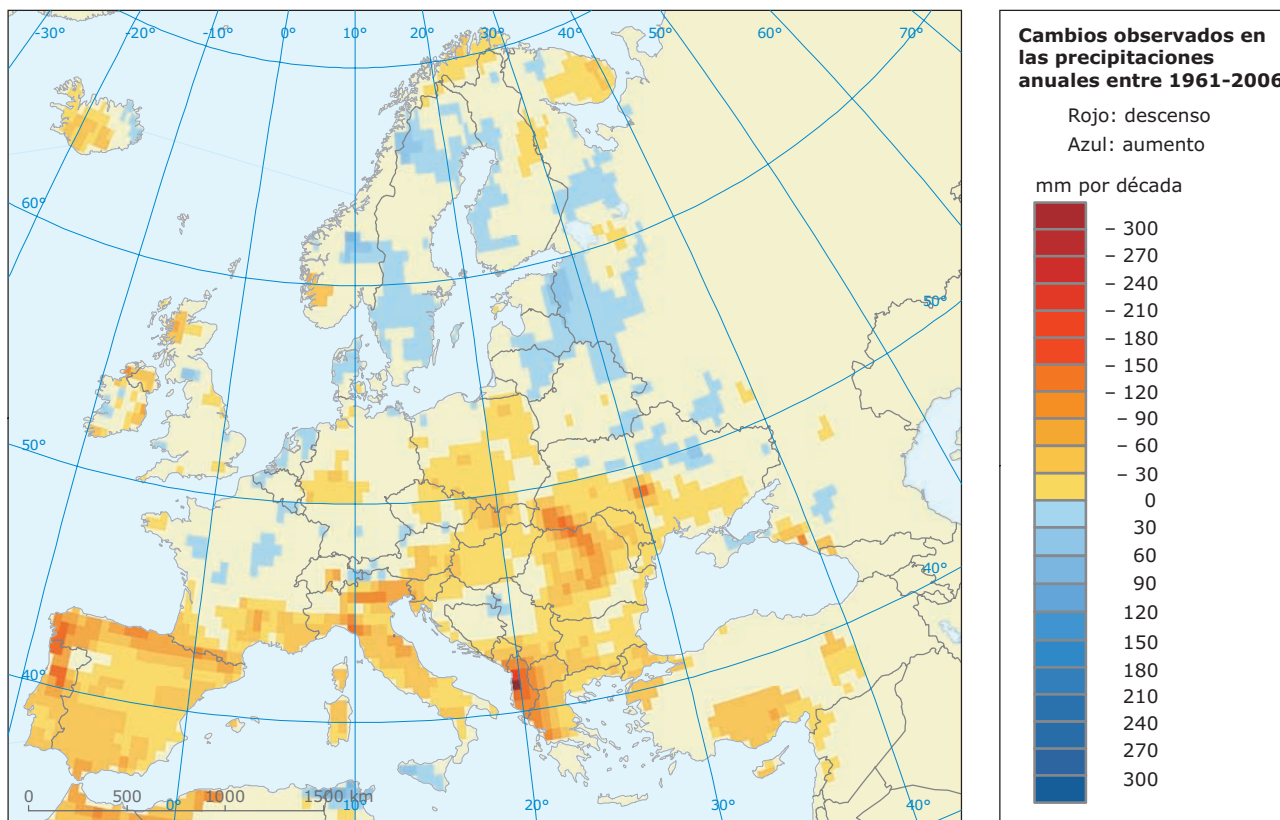 -30° -20° -10° 0° 10° 20° 30° 40° 50° 60° 70°
60°
50°
50°
40°
40°
0 500 1000 1500 km
0° 10° 20° 30° 40°
Cambios observados en
las precipitaciones
anuales entre 1961-2006
Rojo: descenso
Azul: aumento
mm por década
– 300
– 270
– 240
– 210
– 180
– 150
– 120
– 90
– 60
– 30
0
30
60
90
120
150
180
210
240
270
300